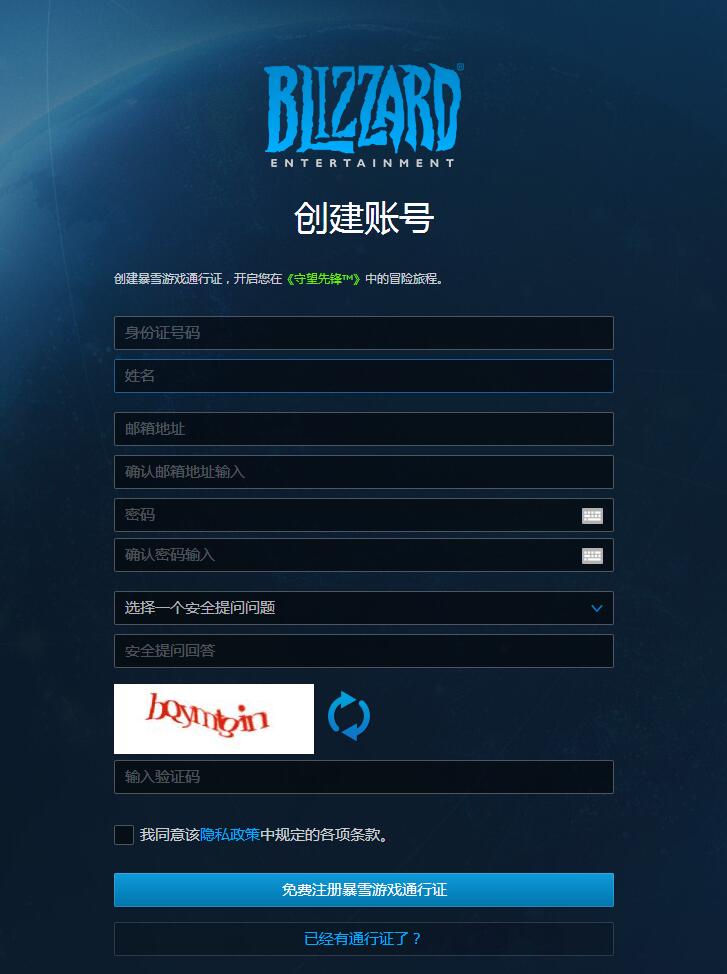 BLIZZARD®
ENTERTAINMENT
创建账号
创建暴雪游戏通行证，开启您在《守望先锋™》中的冒险旅程。
身份证号码
姓名
邮箱地址
确认邮箱地址输入
密码
确认密码输入
选择一个安全提问问题
安全提问回答
输入验证码
我同意该隐私政策中规定的各项条款。
免费注册暴雪游戏通行证
已经有通行证了？